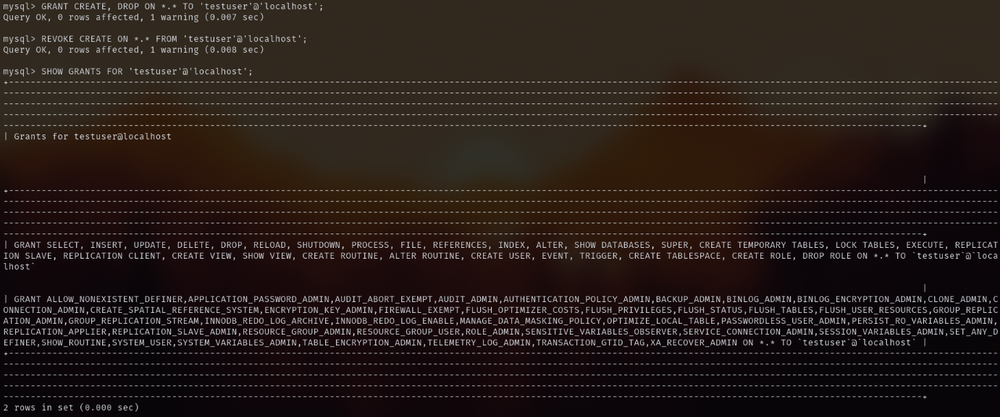 mysql> GRANT CREATE, DROP ON *.* TO 'testuser'@'localhost';
Query OK, 0 rows affected, 1 warning (0.007 sec)
mysql> REVOKE CREATE ON *.* FROM 'testuser'@'localhost';
Query OK, 0 rows affected, 1 warning (0.008 sec)
mysql> SHOW GRANTS FOR 'testuser'@'localhost';
| Grants for testuser@localhost
|
| GRANT SELECT, INSERT, UPDATE, DELETE, DROP, RELOAD, SHUTDOWN, PROCESS, FILE, REFERENCES, INDEX, ALTER, SHOW DATABASES, SUPER, CREATE TEMPORARY TABLES, LOCK TABLES, EXECUTE, REPLICAT
ION SLAVE, REPLICATION CLIENT, CREATE VIEW, SHOW VIEW, CREATE ROUTINE, ALTER ROUTINE, CREATE USER, EVENT, TRIGGER, CREATE TABLESPACE, CREATE ROLE, DROP ROLE ON *.* TO `testuser`@`loca
lhost`
|
| GRANT ALLOW_NONEXISTENT_DEFINER,APPLICATION_PASSWORD_ADMIN,AUDIT_ABORT_EXEMPT,AUDIT_ADMIN,AUTHENTICATION_POLICY_ADMIN,BACKUP_ADMIN,BINLOG_ADMIN,BINLOG_ENCRYPTION_ADMIN,CLONE_ADMIN,C
ONNECTION_ADMIN,CREATE_SPATIAL_REFERENCE_SYSTEM,ENCRYPTION_KEY_ADMIN,FIREWALL_EXEMPT,FLUSH_OPTIMIZER_COSTS,FLUSH_PRIVILEGES,FLUSH_STATUS,FLUSH_TABLES,FLUSH_USER_RESOURCES,GROUP_REPLIC
ATION_ADMIN,GROUP_REPLICATION_STREAM,INNODB_REDO_LOG_ARCHIVE,INNODB_REDO_LOG_ENABLE,MANAGE_DATA_MASKING_POLICY,OPTIMIZE_LOCAL_TABLE,PASSWORDLESS_USER_ADMIN,PERSIST_RO_VARIABLES_ADMIN,
REPLICATION_APPLIER,REPLICATION_SLAVE_ADMIN,RESOURCE_GROUP_ADMIN,RESOURCE_GROUP_USER,ROLE_ADMIN,SENSITIVE_VARIABLES_OBSERVER,SERVICE_CONNECTION_ADMIN,SESSION_VARIABLES_ADMIN,SET_ANY_D
EFINER,SHOW_ROUTINE,SYSTEM_USER,SYSTEM_VARIABLES_ADMIN,TABLE_ENCRYPTION_ADMIN,TELEMETRY_LOG_ADMIN,TRANSACTION_GTID_TAG,XA_RECOVER_ADMIN ON *.* TO `testuser`@`localhost` |
2 rows in set (0.000 sec)